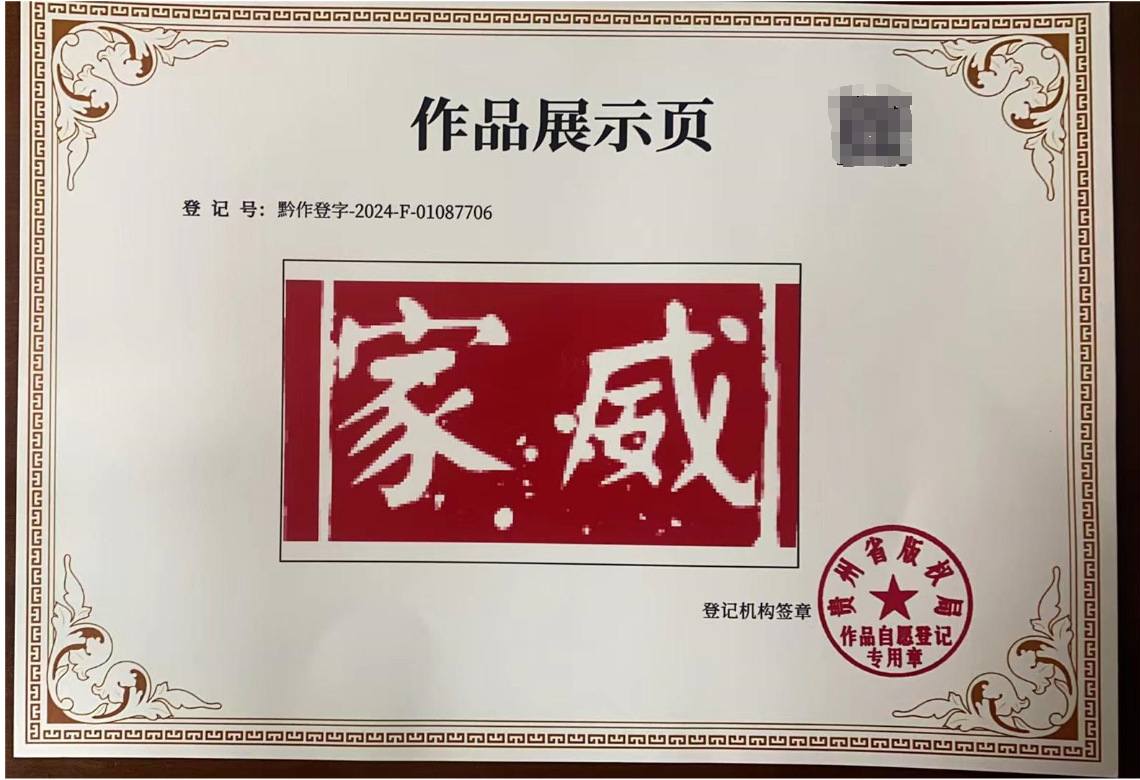 作品展示页
登 记 号：黔作登字-2024-F-01087706
家威
登记机构签章
贵州省版权局
作品自愿登记
专用章